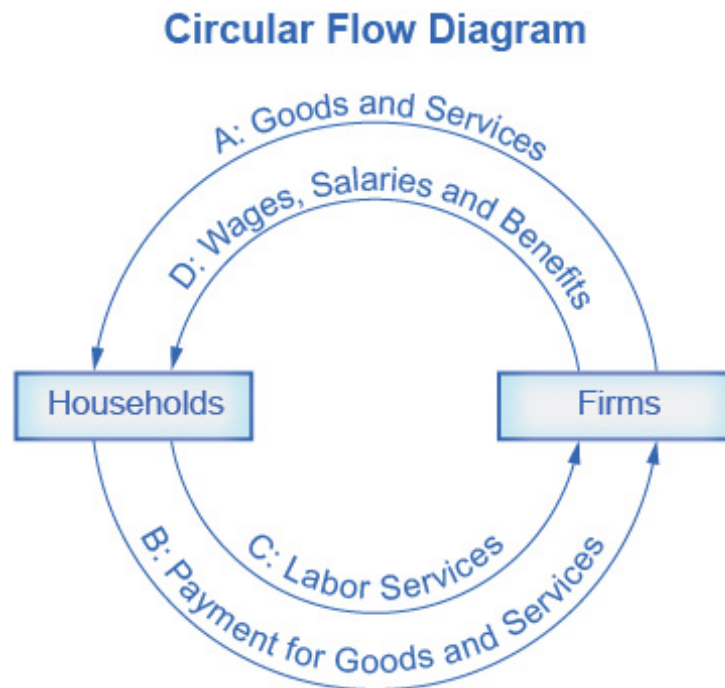 Circular Flow Diagram
A: Goods and Services
D: Wages, Salaries and Benefits
Households
Firms
C: Labor Services
B: Payment for Goods and Services